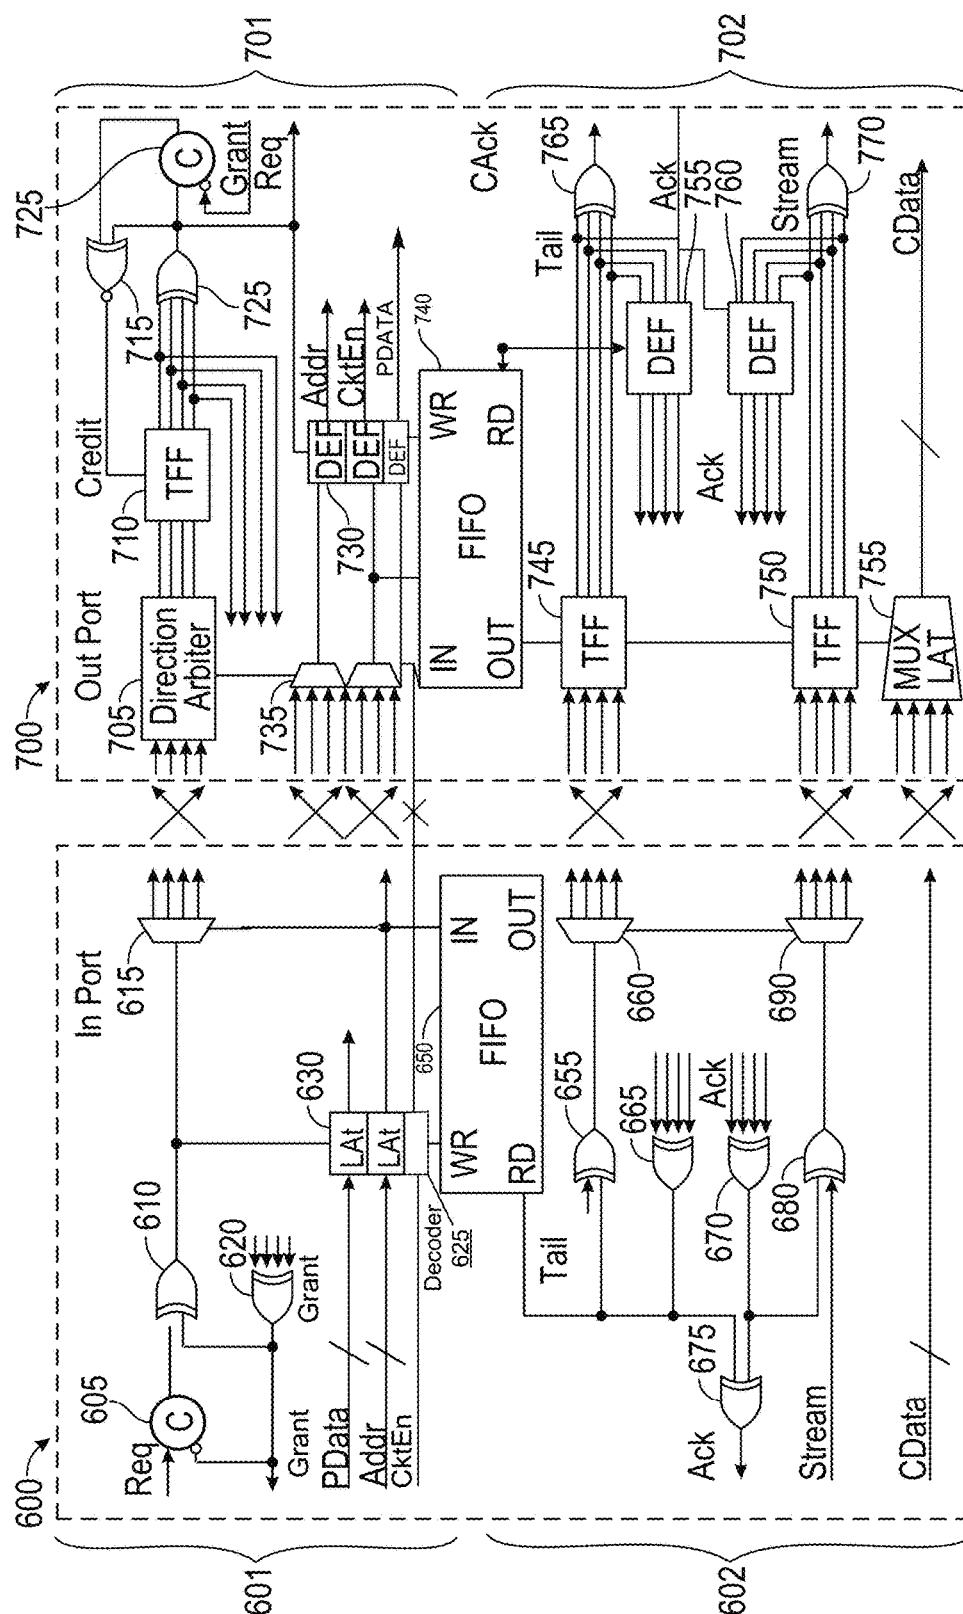 600
In Port
601
602
Req
605
C
610
615
620
Grant
Grant
PData
Addr
CktEn
630
LAt
LAt
Decoder
625
650
WR
IN
FIFO
RD
OUT
Tail
655
660
665
Ack
670
675
Ack
680
690
Stream
CData
700
Out Port
701
702
705
Direction
Arbiter
710
TFF
Credit
715
725
725
C
Grant
Req
735
730
DEF
DEF
DEF
Addr
CktEn
PDATA
740
IN
WR
FIFO
OUT
RD
745
TFF
Tail
CAck
765
Ack
755
760
DEF
DEF
Ack
750
TFF
Stream
770
755
MUX
LAT
CData